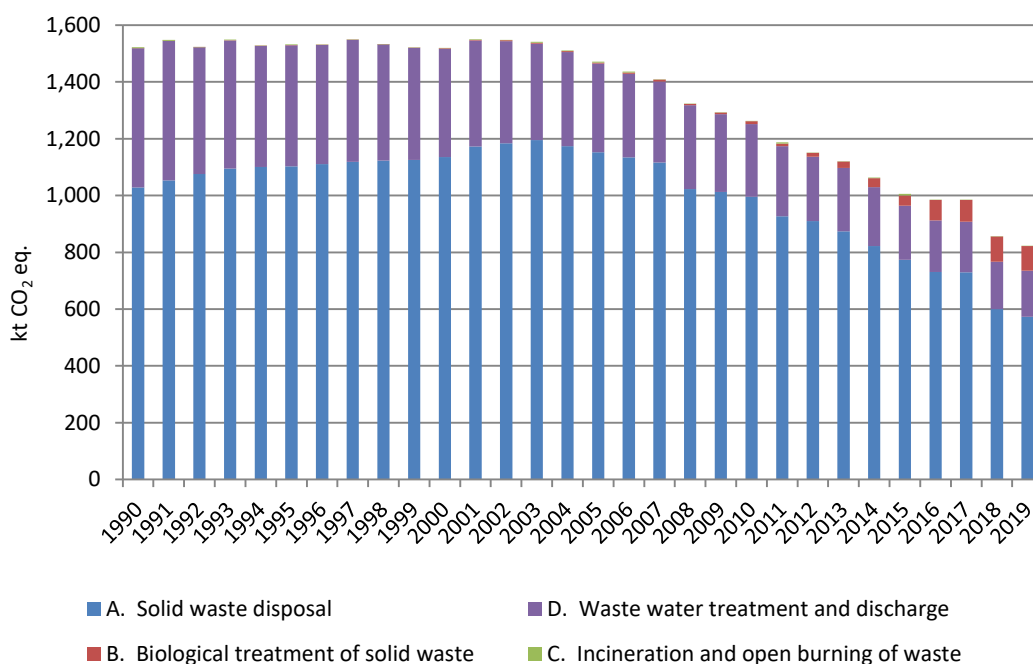 1,600
1,400
1,200
1,000
800
600
400
200
0
kt CO₂ eq.
1990 1991 1992 1993 1994 1995 1996 1997 1998 1999 2000 2001 2002 2003 2004 2005 2006 2007 2008 2009 2010 2011 2012 2013 2014 2015 2016 2017 2018 2019
A. Solid waste disposal
D. Waste water treatment and discharge
B. Biological treatment of solid waste
C. Incineration and open burning of waste